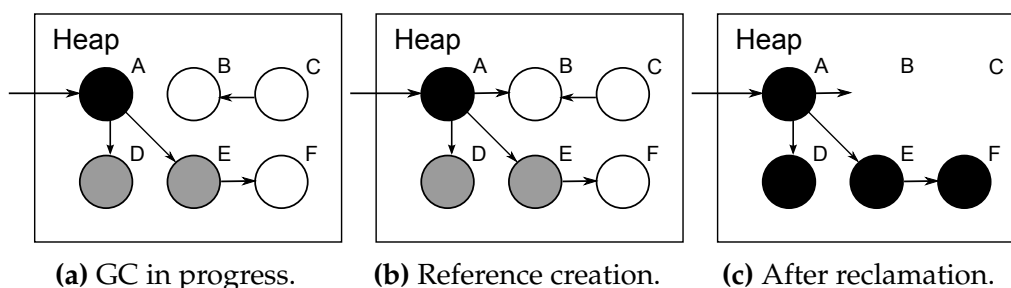 Heap
A B C
D E F
(a) GC in progress.
Heap
A B C
D E F
(b) Reference creation.
Heap
A B C
D E F
(c) After reclamation.